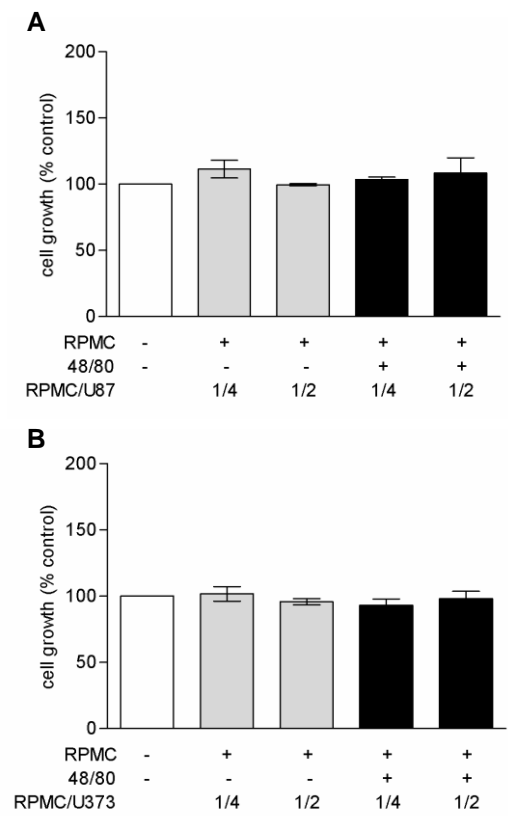 A
200
150
100
50
0
cell growth (% control)
RPMC - + + + +
48/80 - - - + +
RPMC/U87 1/4 1/2 1/4 1/2
B
200
150
100
50
0
cell growth (% control)
RPMC - + + + +
48/80 - - - + +
RPMC/U373 1/4 1/2 1/4 1/2